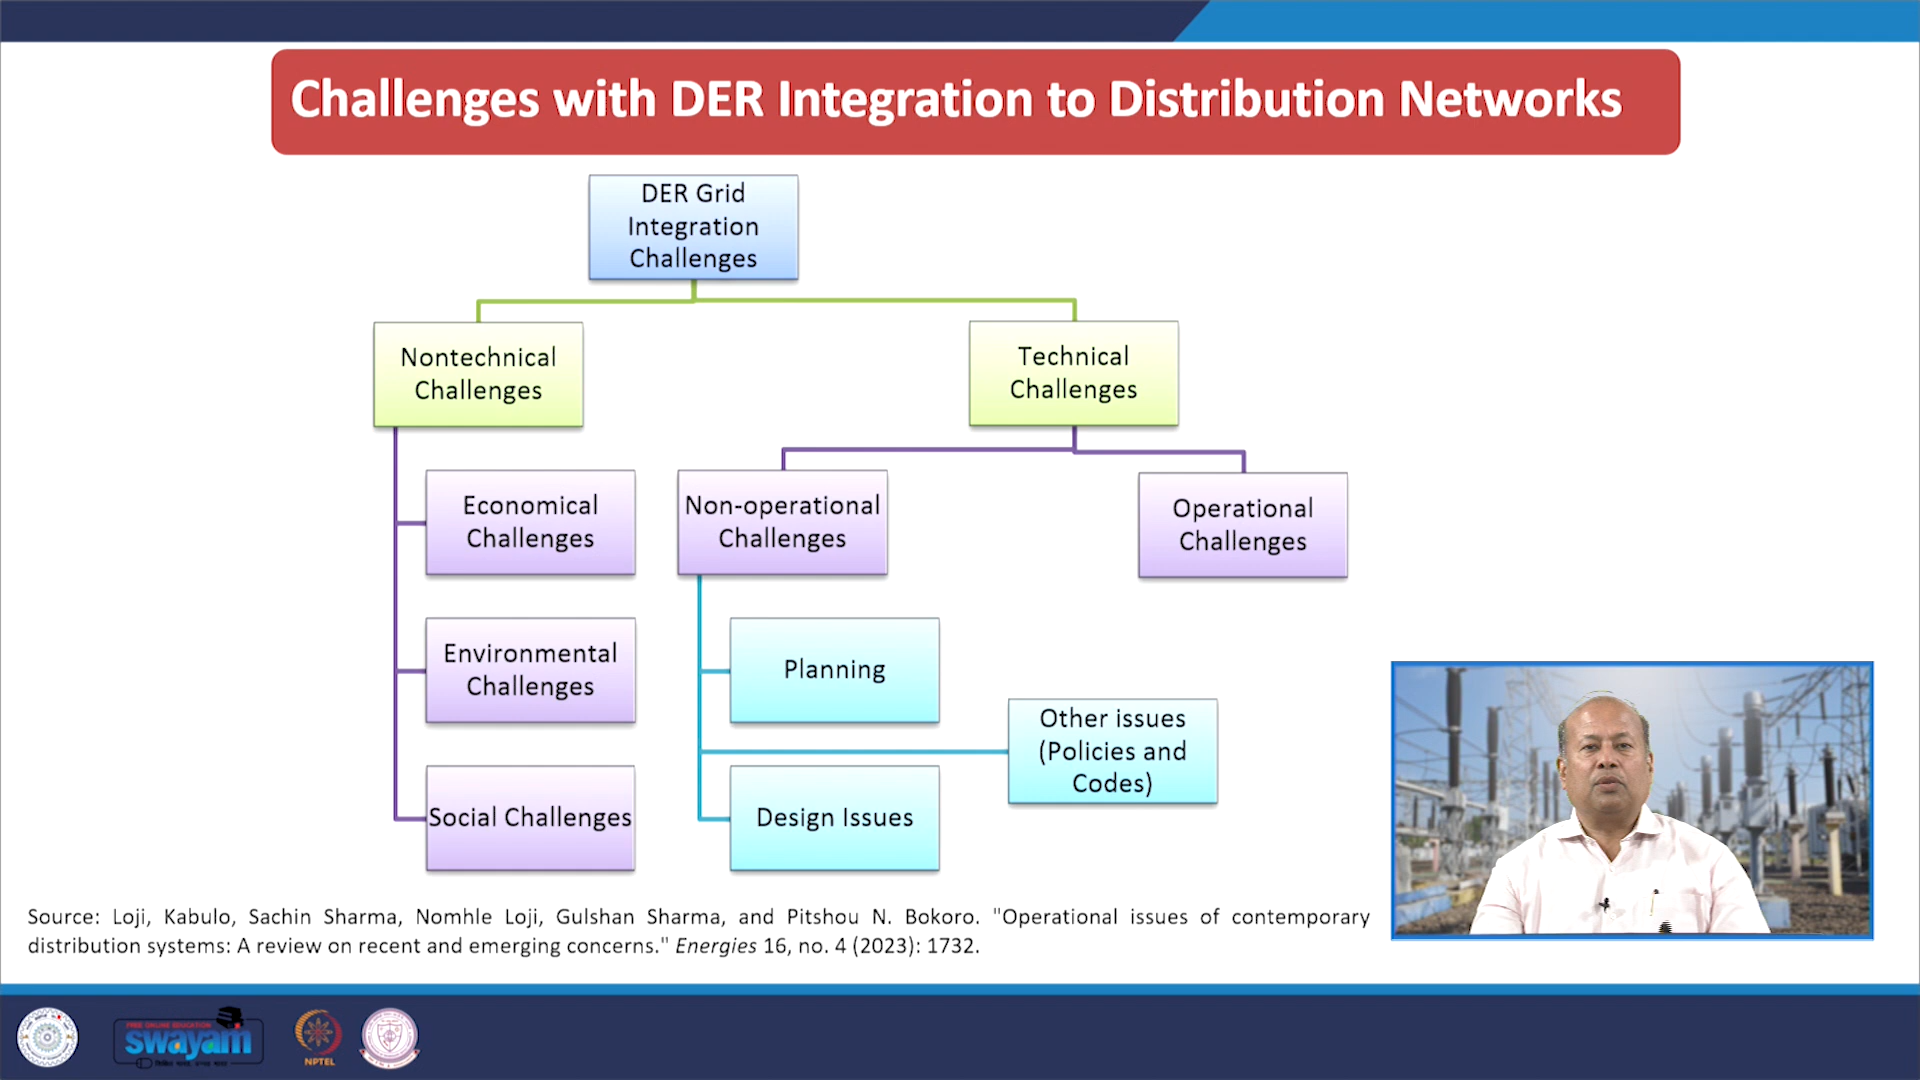 Challenges with DER Integration to Distribution Networks
DER Grid
Integration
Challenges
Nontechnical
Challenges
Technical
Challenges
Economical
Challenges
Non-operational
Challenges
Operational
Challenges
Environmental
Challenges
Planning
Other issues
(Policies and
Codes)
Social Challenges
Design Issues
Source: Loji, Kabulo, Sachin Sharma, Nomhle Loji, Gulshan Sharma, and Pitshou N. Bokoro. "Operational issues of contemporary
distribution systems: A review on recent and emerging concerns." Energies 16, no. 4 (2023): 1732.
FREE ONLINE EDUCATION
swayam
NPTEL